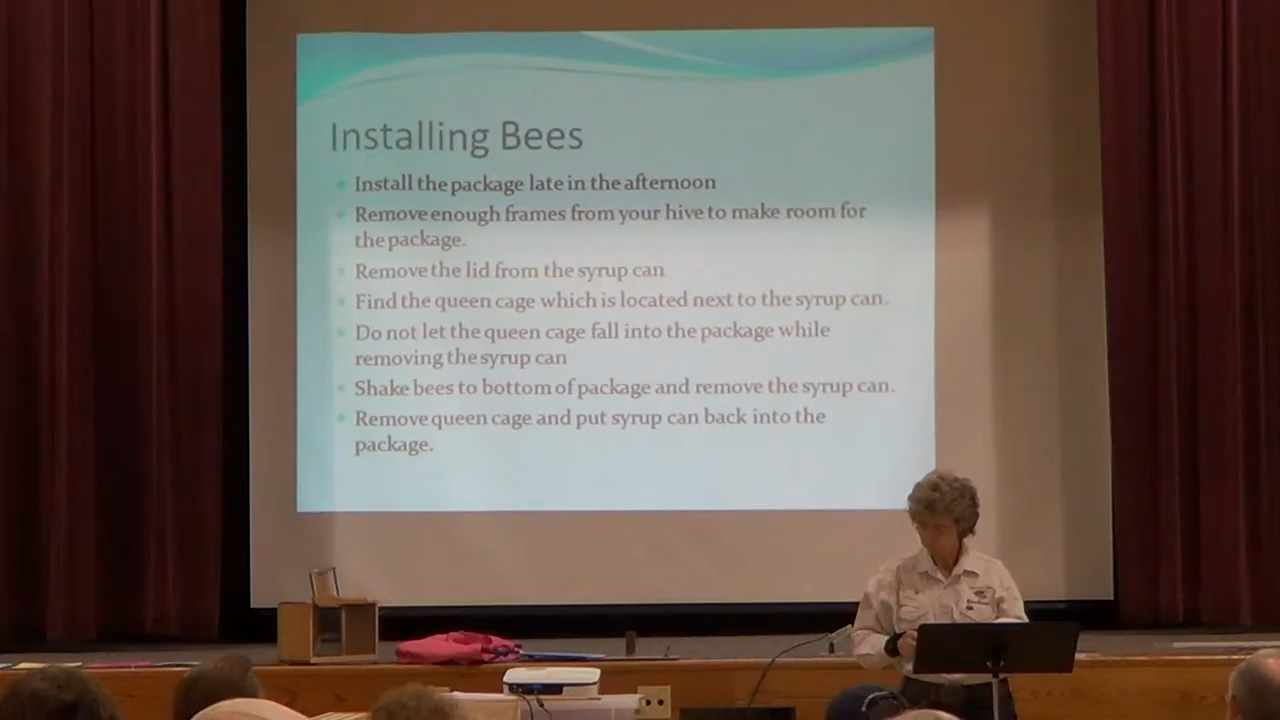 Installing Bees
Install the package late in the afternoon
Remove enough frames from your hive to make room for
the package.
Remove the lid from the syrup can
Find the queen cage which is located next to the syrup can.
Do not let the queen cage fall into the package while
removing the syrup can
Shake bees to bottom of package and remove the syrup can.
Remove queen cage and put syrup can back into the
package.